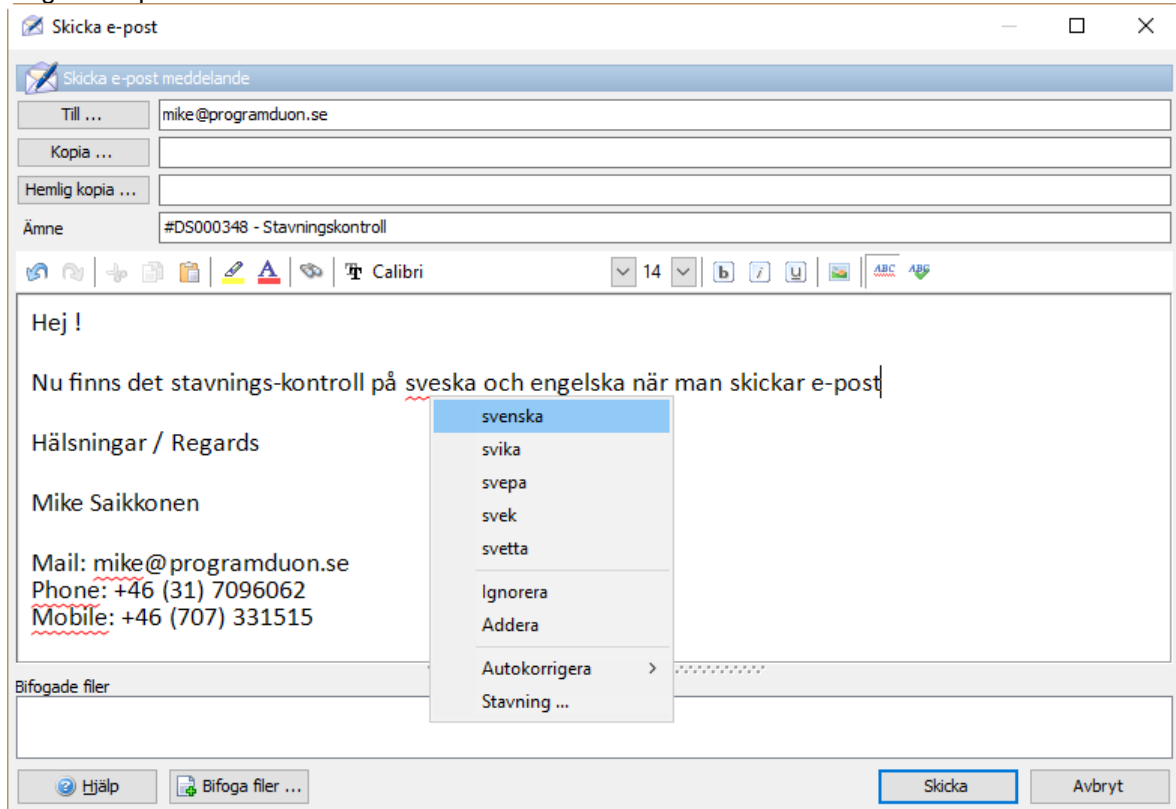 Skicka e-post
Skicka e-post meddelande
Till ...
mike@programduon.se
Kopia ...
Hemlig kopia ...
Ämne
#DS000348 - Stavningskontroll
Calibri
14
b
i
u
ABC
ABC
Hej !
Nu finns det stavnings-kontroll på sveska och engelska när man skickar e-post
svenska
svika
svepa
svek
svetta
Ignorera
Addera
Autokorrigera
Stavning ...
Hälsningar / Regards
Mike Saikkonen
Mail: mike@programduon.se
Phone: +46 (31) 7096062
Mobile: +46 (707) 331515
Bifogade filer
Hjälp
Bifoga filer ...
Skicka
Avbryt